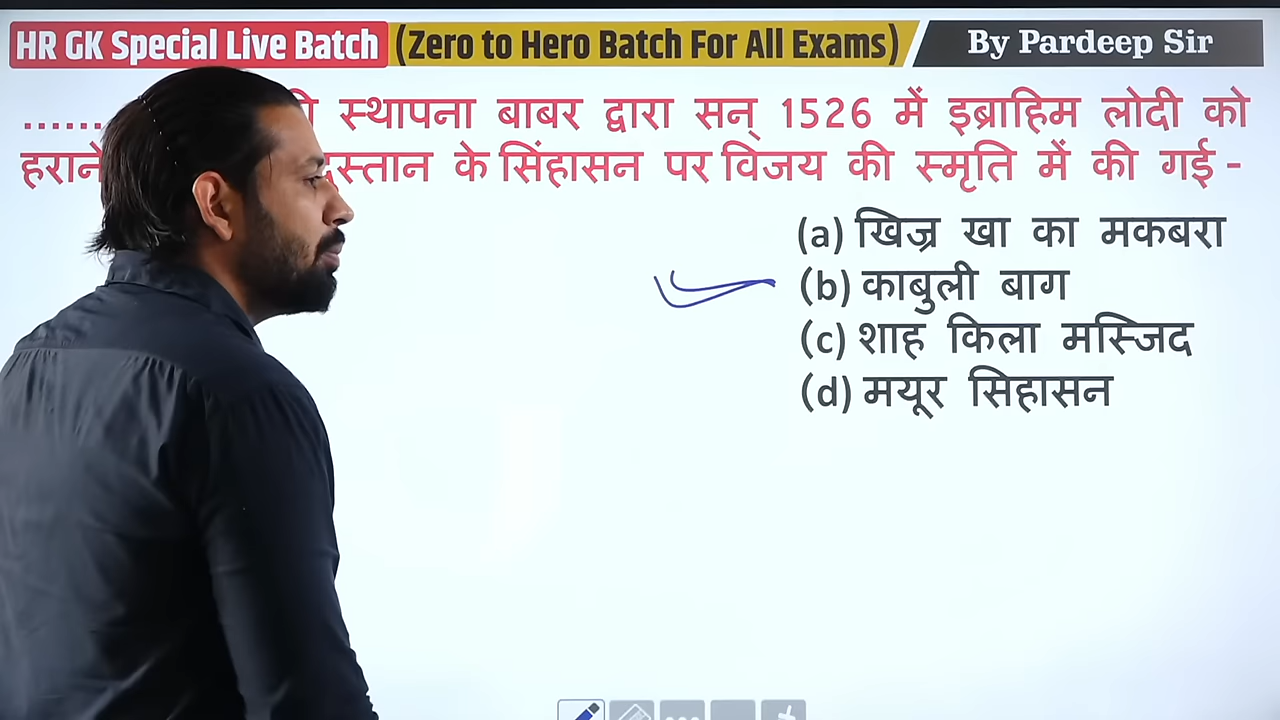 HR GK Special Live Batch (Zero to Hero Batch For All Exams) By Pardeep Sir
...... स्थापना बाबर द्वारा सन् 1526 में इब्राहिम लोदी को
हराने के सिंहासन पर विजय की स्मृति में की गई -
(a) खिज्र खा का मकबरा
(b) काबुली बाग
(c) शाह किला मस्जिद
(d) मयूर सिहासन